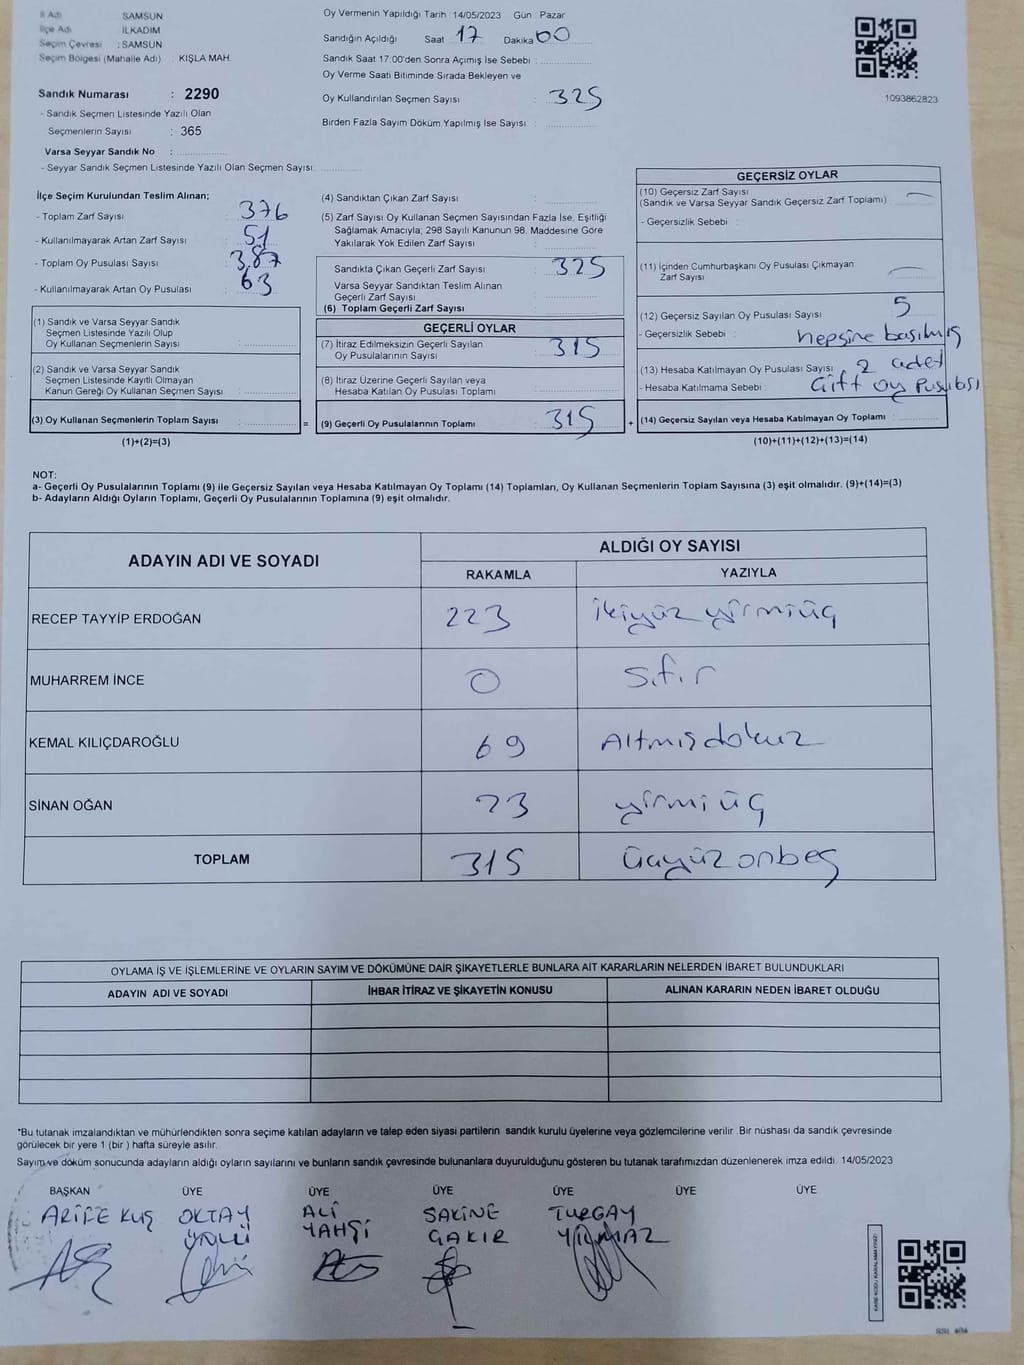 İl Adı SAMSUN
İlçe Adı İLKADIM
Seçim Çevresi : SAMSUN
Seçim Bölgesi (Mahalle Adı) : KIŞLA MAH.
Sandık Numarası : 2290
- Sandık Seçmen Listesinde Yazılı Olan
Seçmenlerin Sayısı : 365
Varsa Seyyar Sandık No :
- Seyyar Sandık Seçmen Listesinde Yazılı Olan Seçmen Sayısı:
Oy Vermenin Yapıldığı Tarih : 14/05/2023 Gün : Pazar
Sandığın Açıldığı Saat 17 Dakika 00
Sandık Saat 17:00'den Sonra Açımış İse Sebebi :
Oy Verme Saati Bitiminde Sırada Bekleyen ve
Oy Kullandırılan Seçmen Sayısı : 325
Birden Fazla Sayım Döküm Yapılmış İse Sayısı :
1093862823
İlçe Seçim Kurulundan Teslim Alınan;
- Toplam Zarf Sayısı : 376
- Kullanılmayarak Artan Zarf Sayısı : 51
- Toplam Oy Pusulası Sayısı : 387
- Kullanılmayarak Artan Oy Pusulası : 63
(1) Sandık ve Varsa Seyyar Sandık
Seçmen Listesinde Yazılı Olup
Oy Kullanan Seçmenlerin Sayısı :
(2) Sandık ve Varsa Seyyar Sandık
Seçmen Listesinde Kayıtlı Olmayan
Kanun Gereği Oy Kullanan Seçmen Sayısı :
(3) Oy Kullanan Seçmenlerin Toplam Sayısı : =
(1)+(2)=(3)
(4) Sandıktan Çıkan Zarf Sayısı :
(5) Zarf Sayısı Oy Kullanan Seçmen Sayısından Fazla İse, Eşitliği
Sağlamak Amacıyla; 298 Sayılı Kanunun 98. Maddesine Göre
Yakılarak Yok Edilen Zarf Sayısı :
Sandıkta Çıkan Geçerli Zarf Sayısı : 325
Varsa Seyyar Sandıktan Teslim Alınan
Geçerli Zarf Sayısı :
(6) Toplam Geçerli Zarf Sayısı :
GEÇERLİ OYLAR
(7) İtiraz Edilmeksizin Geçerli Sayılan
Oy Pusulalarının Sayısı : 315
(8) İtiraz Üzerine Geçerli Sayılan veya
Hesaba Katılan Oy Pusulası Toplamı :
(9) Geçerli Oy Pusulalarının Toplamı : 315 +
GEÇERSİZ OYLAR
(10) Geçersiz Zarf Sayısı
(Sandık ve Varsa Seyyar Sandık Geçersiz Zarf Toplamı) : —
- Geçersizlik Sebebi :
(11) İçinden Cumhurbaşkanı Oy Pusulası Çıkmayan
Zarf Sayısı : —
(12) Geçersiz Sayılan Oy Pusulası Sayısı : 5
- Geçersizlik Sebebi : hepsine basılmış
(13) Hesaba Katılmayan Oy Pusulası Sayısı : 2 adet
- Hesaba Katılmama Sebebi : Çift oy pusulası
(14) Geçersiz Sayılan veya Hesaba Katılmayan Oy Toplamı :
(10)+(11)+(12)+(13)=(14)
NOT:
a- Geçerli Oy Pusulalarının Toplamı (9) ile Geçersiz Sayılan veya Hesaba Katılmayan Oy Toplamı (14) Toplamları, Oy Kullanan Seçmenlerin Toplam Sayısına (3) eşit olmalıdır. (9)+(14)=(3)
b- Adayların Aldığı Oyların Toplamı, Geçerli Oy Pusulalarının Toplamına (9) eşit olmalıdır.
ADAYIN ADI VE SOYADI ALDIĞI OY SAYISI
RAKAMLA YAZIYLA
RECEP TAYYİP ERDOĞAN 223 ikiyüz yirmiüç
MUHARREM İNCE 0 sıfır
KEMAL KILIÇDAROĞLU 69 Altmışdokuz
SİNAN OĞAN 23 yirmi üç
TOPLAM 315 üçyüz onbeş
OYLAMA İŞ VE İŞLEMLERİNE VE OYLARIN SAYIM VE DÖKÜMÜNE DAİR ŞİKAYETLERLE BUNLARA AİT KARARLARIN NELERDEN İBARET BULUNDUKLARI
ADAYIN ADI VE SOYADI İHBAR İTİRAZ VE ŞİKAYETİN KONUSU ALINAN KARARIN NEDEN İBARET OLDUĞU
*Bu tutanak imzalandıktan ve mühürlendikten sonra seçime katılan adayların ve talep eden siyasi partilerin sandık kurulu üyelerine veya gözlemcilerine verilir. Bir nüshası da sandık çevresinde
görülecek bir yere 1 (bir ) hafta süreyle asılır.
Sayım ve döküm sonucunda adayların aldığı oyların sayılarını ve bunların sandık çevresinde bulunanlara duyurulduğunu gösteren bu tutanak tarafımızdan düzenlenerek imza edildi. 14/05/2023
BAŞKAN ÜYE ÜYE ÜYE ÜYE ÜYE ÜYE
ARİFE KUŞ OKTAY ALİ SAKİNE TURGAY
ÜNLÜ YAHŞİ ÇAKIR YILMAZ
KARE KODU KARALAMAYINIZ!